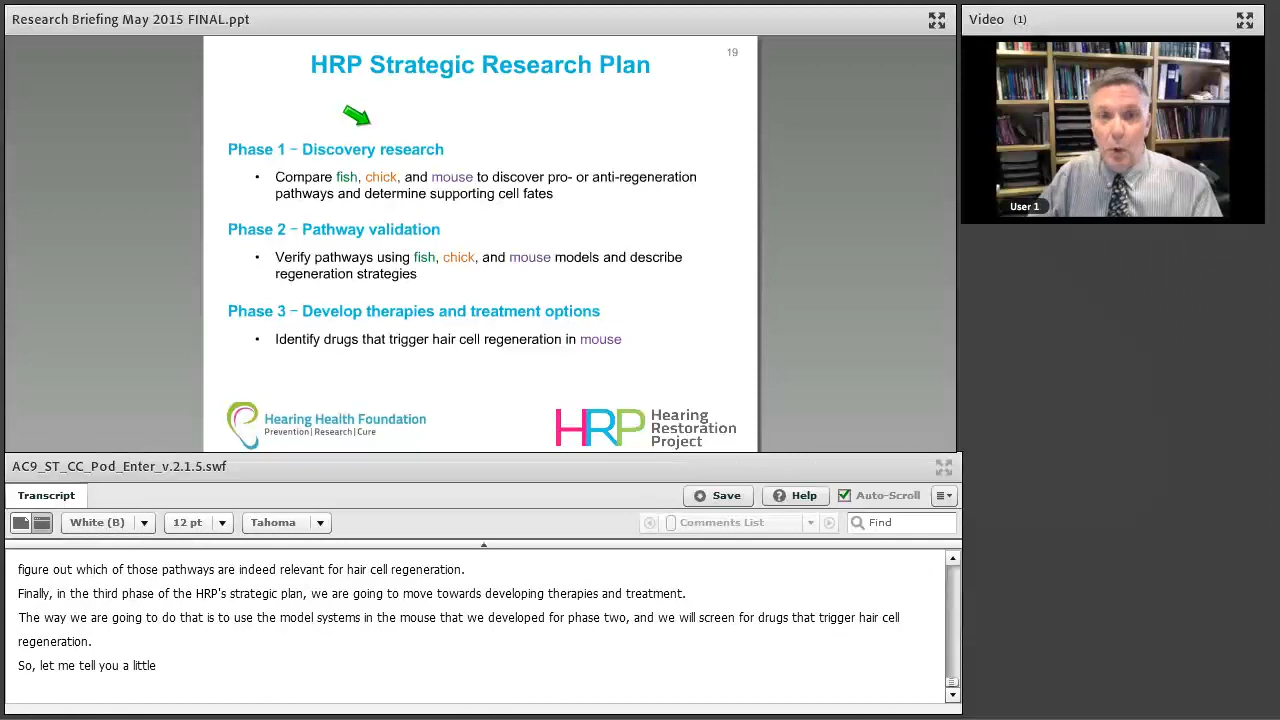 Research Briefing May 2015 FINAL.ppt
Video (1)
19
HRP Strategic Research Plan
Phase 1 – Discovery research
• Compare fish, chick, and mouse to discover pro- or anti-regeneration
pathways and determine supporting cell fates
Phase 2 – Pathway validation
• Verify pathways using fish, chick, and mouse models and describe
regeneration strategies
Phase 3 – Develop therapies and treatment options
• Identify drugs that trigger hair cell regeneration in mouse
Hearing Health Foundation
Prevention|Research|Cure
HRP Hearing
Restoration
Project
User 1
AC9_ST_CC_Pod_Enter_v.2.1.5.swf
Transcript
Save
Help
Auto-Scroll
White (B)
12 pt
Tahoma
Comments List
Find
figure out which of those pathways are indeed relevant for hair cell regeneration.
Finally, in the third phase of the HRP's strategic plan, we are going to move towards developing therapies and treatment.
The way we are going to do that is to use the model systems in the mouse that we developed for phase two, and we will screen for drugs that trigger hair cell
regeneration.
So, let me tell you a little